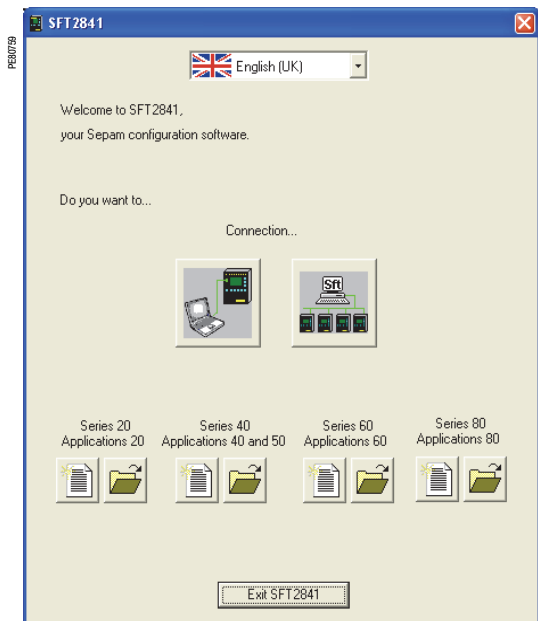 SFT2841
PE80759
English (UK)
Welcome to SFT2841,
your Sepam configuration software.
Do you want to...
Connection...
Sft
Series 20
Applications 20
Series 40
Applications 40 and 50
Series 60
Applications 60
Series 80
Applications 80
Exit SFT2841